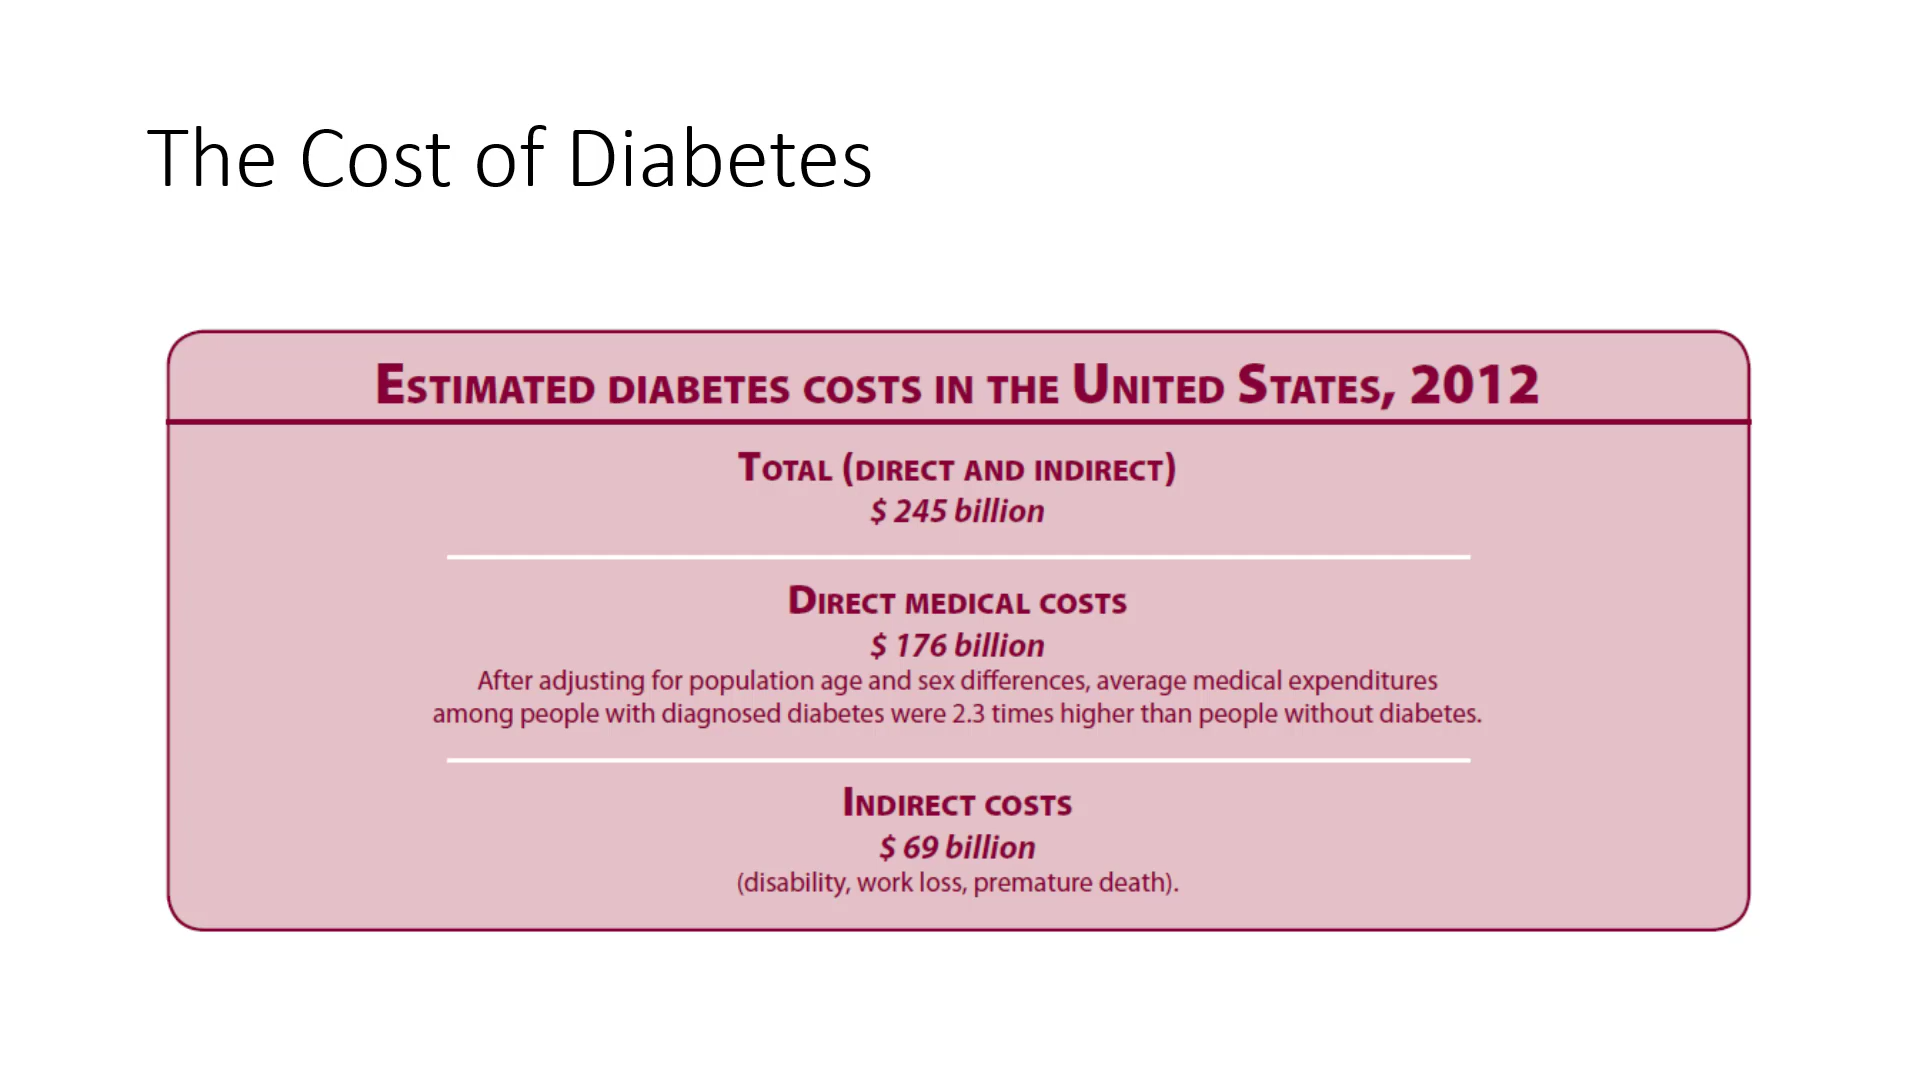 The Cost of Diabetes
Estimated diabetes costs in the United States, 2012
Total (direct and indirect)
$ 245 billion
Direct medical costs
$ 176 billion
After adjusting for population age and sex differences, average medical expenditures
among people with diagnosed diabetes were 2.3 times higher than people without diabetes.
Indirect costs
$ 69 billion
(disability, work loss, premature death).